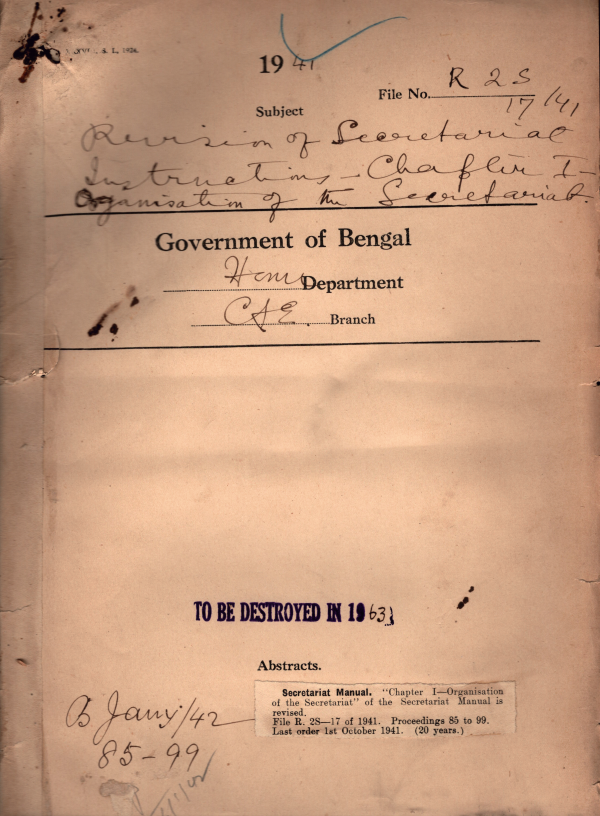 1941
File No. R 2S
17/41
Subject
Revision of Secretariat
Instructions – Chapter I –
Organisation of the Secretariat.
Government of Bengal
Home Department
Branch
TO BE DESTROYED IN 1963
Abstracts.
Secretariat Manual. "Chapter I—Organisation
of the Secretariat" of the Secretariat Manual is
revised.
File R. 2S—17 of 1941. Proceedings 85 to 99.
Last order 1st October 1941. (20 years.)
B Jany/42
85-99